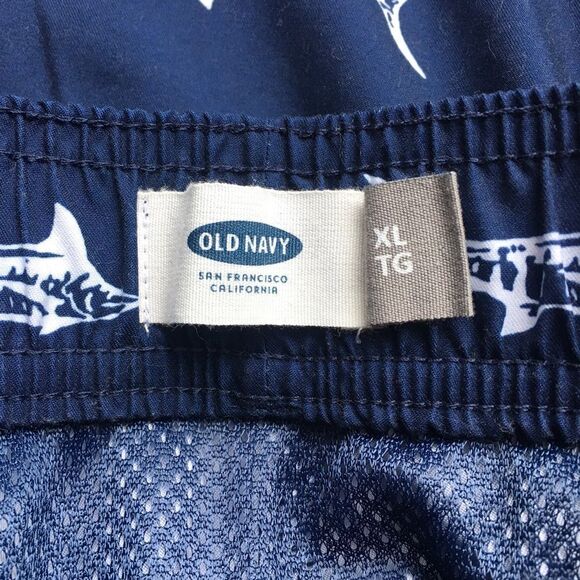 OLD NAVY
SAN FRANCISCO
CALIFORNIA
XL
TG